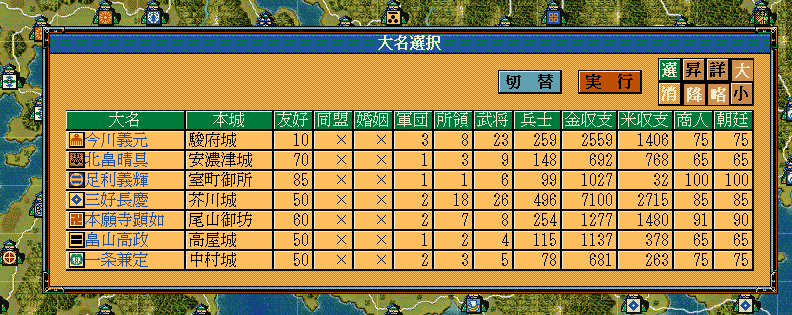 大名選択
切替 実行 選 昇 詳 大
消 降 略 小
大名 本城 友好 同盟 婚姻 軍団 所領 武将 兵士 金収支 米収支 商人 朝廷
今川義元 駿府城 10 × × 3 8 23 259 2559 1406 75 75
北畠晴具 安濃津城 70 × × 1 3 9 148 692 768 65 65
足利義輝 室町御所 85 × × 1 1 6 99 1027 32 100 100
三好長慶 芥川城 50 × × 2 18 26 496 7100 2715 85 85
本願寺顕如 尾山御坊 60 × × 2 7 8 254 1277 1480 91 90
畠山高政 高屋城 50 × × 1 2 4 115 1137 378 65 65
一条兼定 中村城 50 × × 2 3 5 78 681 263 75 75